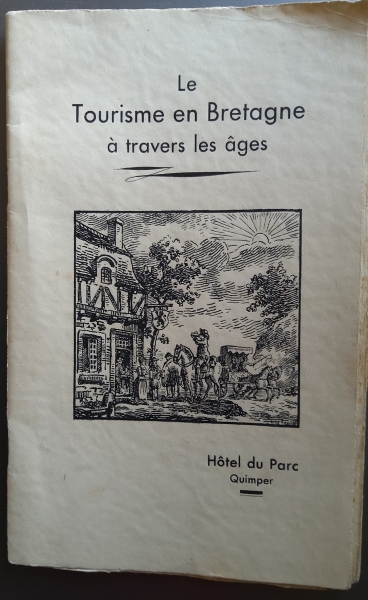 Le
Tourisme en Bretagne
à travers les âges
Hôtel du Parc
Quimper